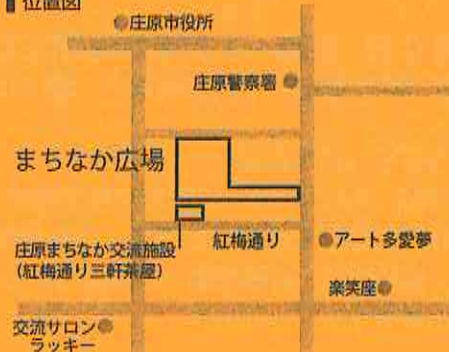 位置図
庄原市役所
庄原警察署
まちなか広場
庄原まちなか交流施設
(紅梅通り三軒茶屋)
紅梅通り
アート多愛夢
楽笑座
交流サロン
ラッキー